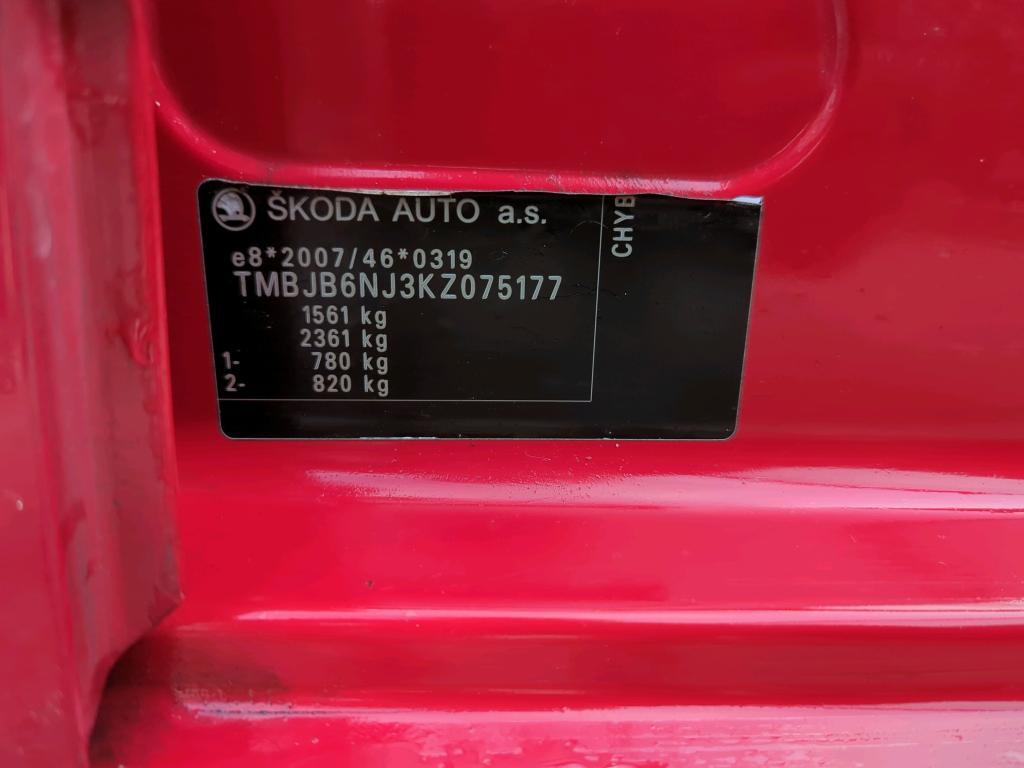 ŠKODA AUTO a.s.
e8*2007/46*0319
TMBJB6NJ3KZ075177
1561 kg
2361 kg
1- 780 kg
2- 820 kg
CHYB